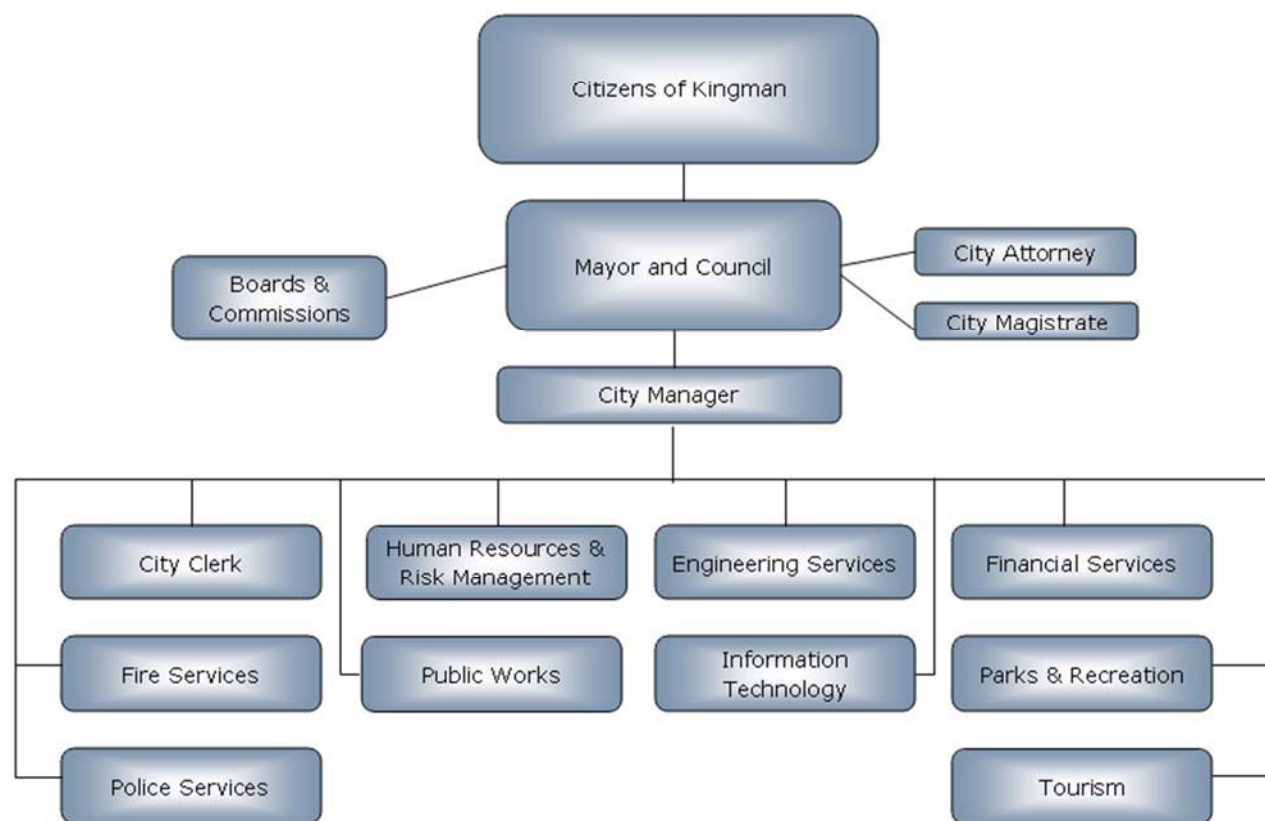 Citizens of Kingman
Mayor and Council
Boards &
Commissions
City Attorney
City Magistrate
City Manager
City Clerk
Human Resources &
Risk Management
Engineering Services
Financial Services
Fire Services
Public Works
Information
Technology
Parks & Recreation
Police Services
Tourism